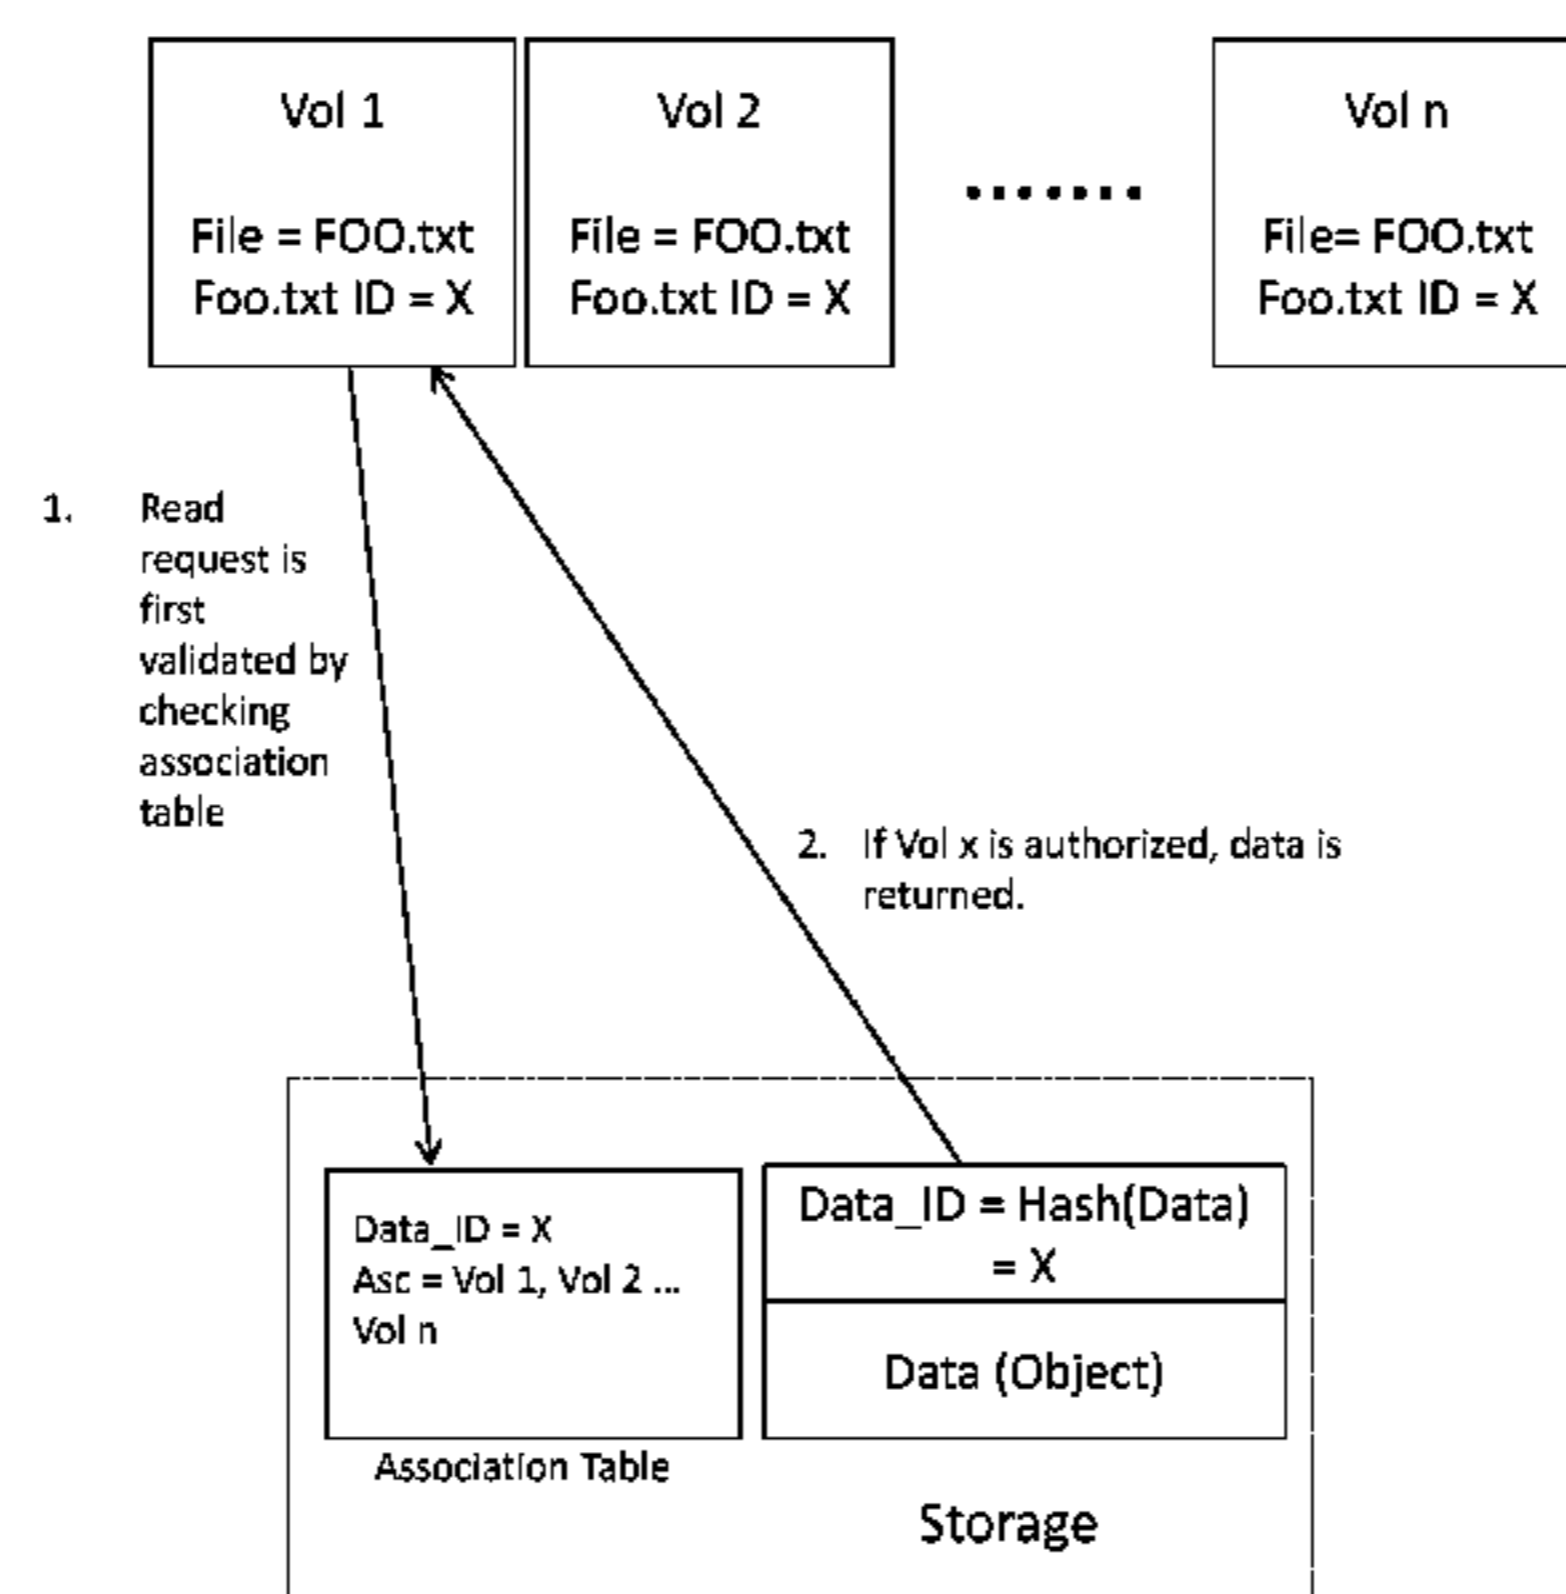 Vol 1
File = FOO.txt
Foo.txt ID = X
Vol 2
File = FOO.txt
Foo.txt ID = X
.......
Vol n
File= FOO.txt
Foo.txt ID = X
1. Read
request is
first
validated by
checking
association
table
2. If Vol x is authorized, data is
returned.
Data_ID = X
Asc = Vol 1, Vol 2 ...
Vol n
Association Table
Data_ID = Hash(Data)
= X
Data (Object)
Storage